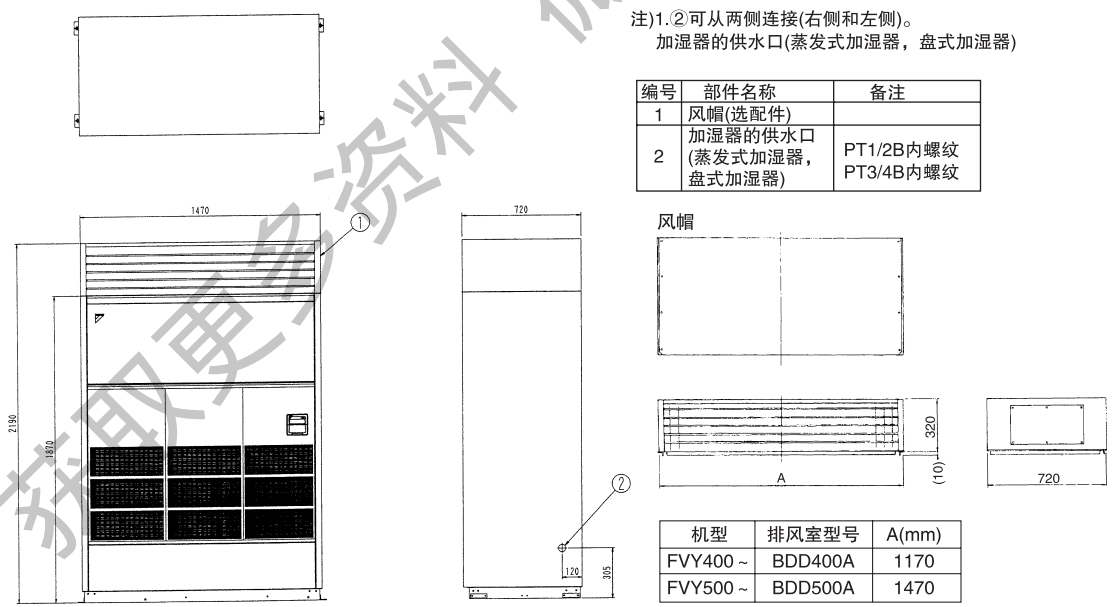 注)1.②可从两侧连接(右侧和左侧)。
加湿器的供水口(蒸发式加湿器，盘式加湿器)
编号 部件名称 备注
1 风帽(选配件)
2 加湿器的供水口
(蒸发式加湿器，
盘式加湿器)
PT1/2B内螺纹
PT3/4B内螺纹
获取更多资料
1470
①
2190
1870
720
②
120
305
风帽
320
(10)
A
720
机型 排风室型号 A(mm)
FVY400～ BDD400A 1170
FVY500～ BDD500A 1470